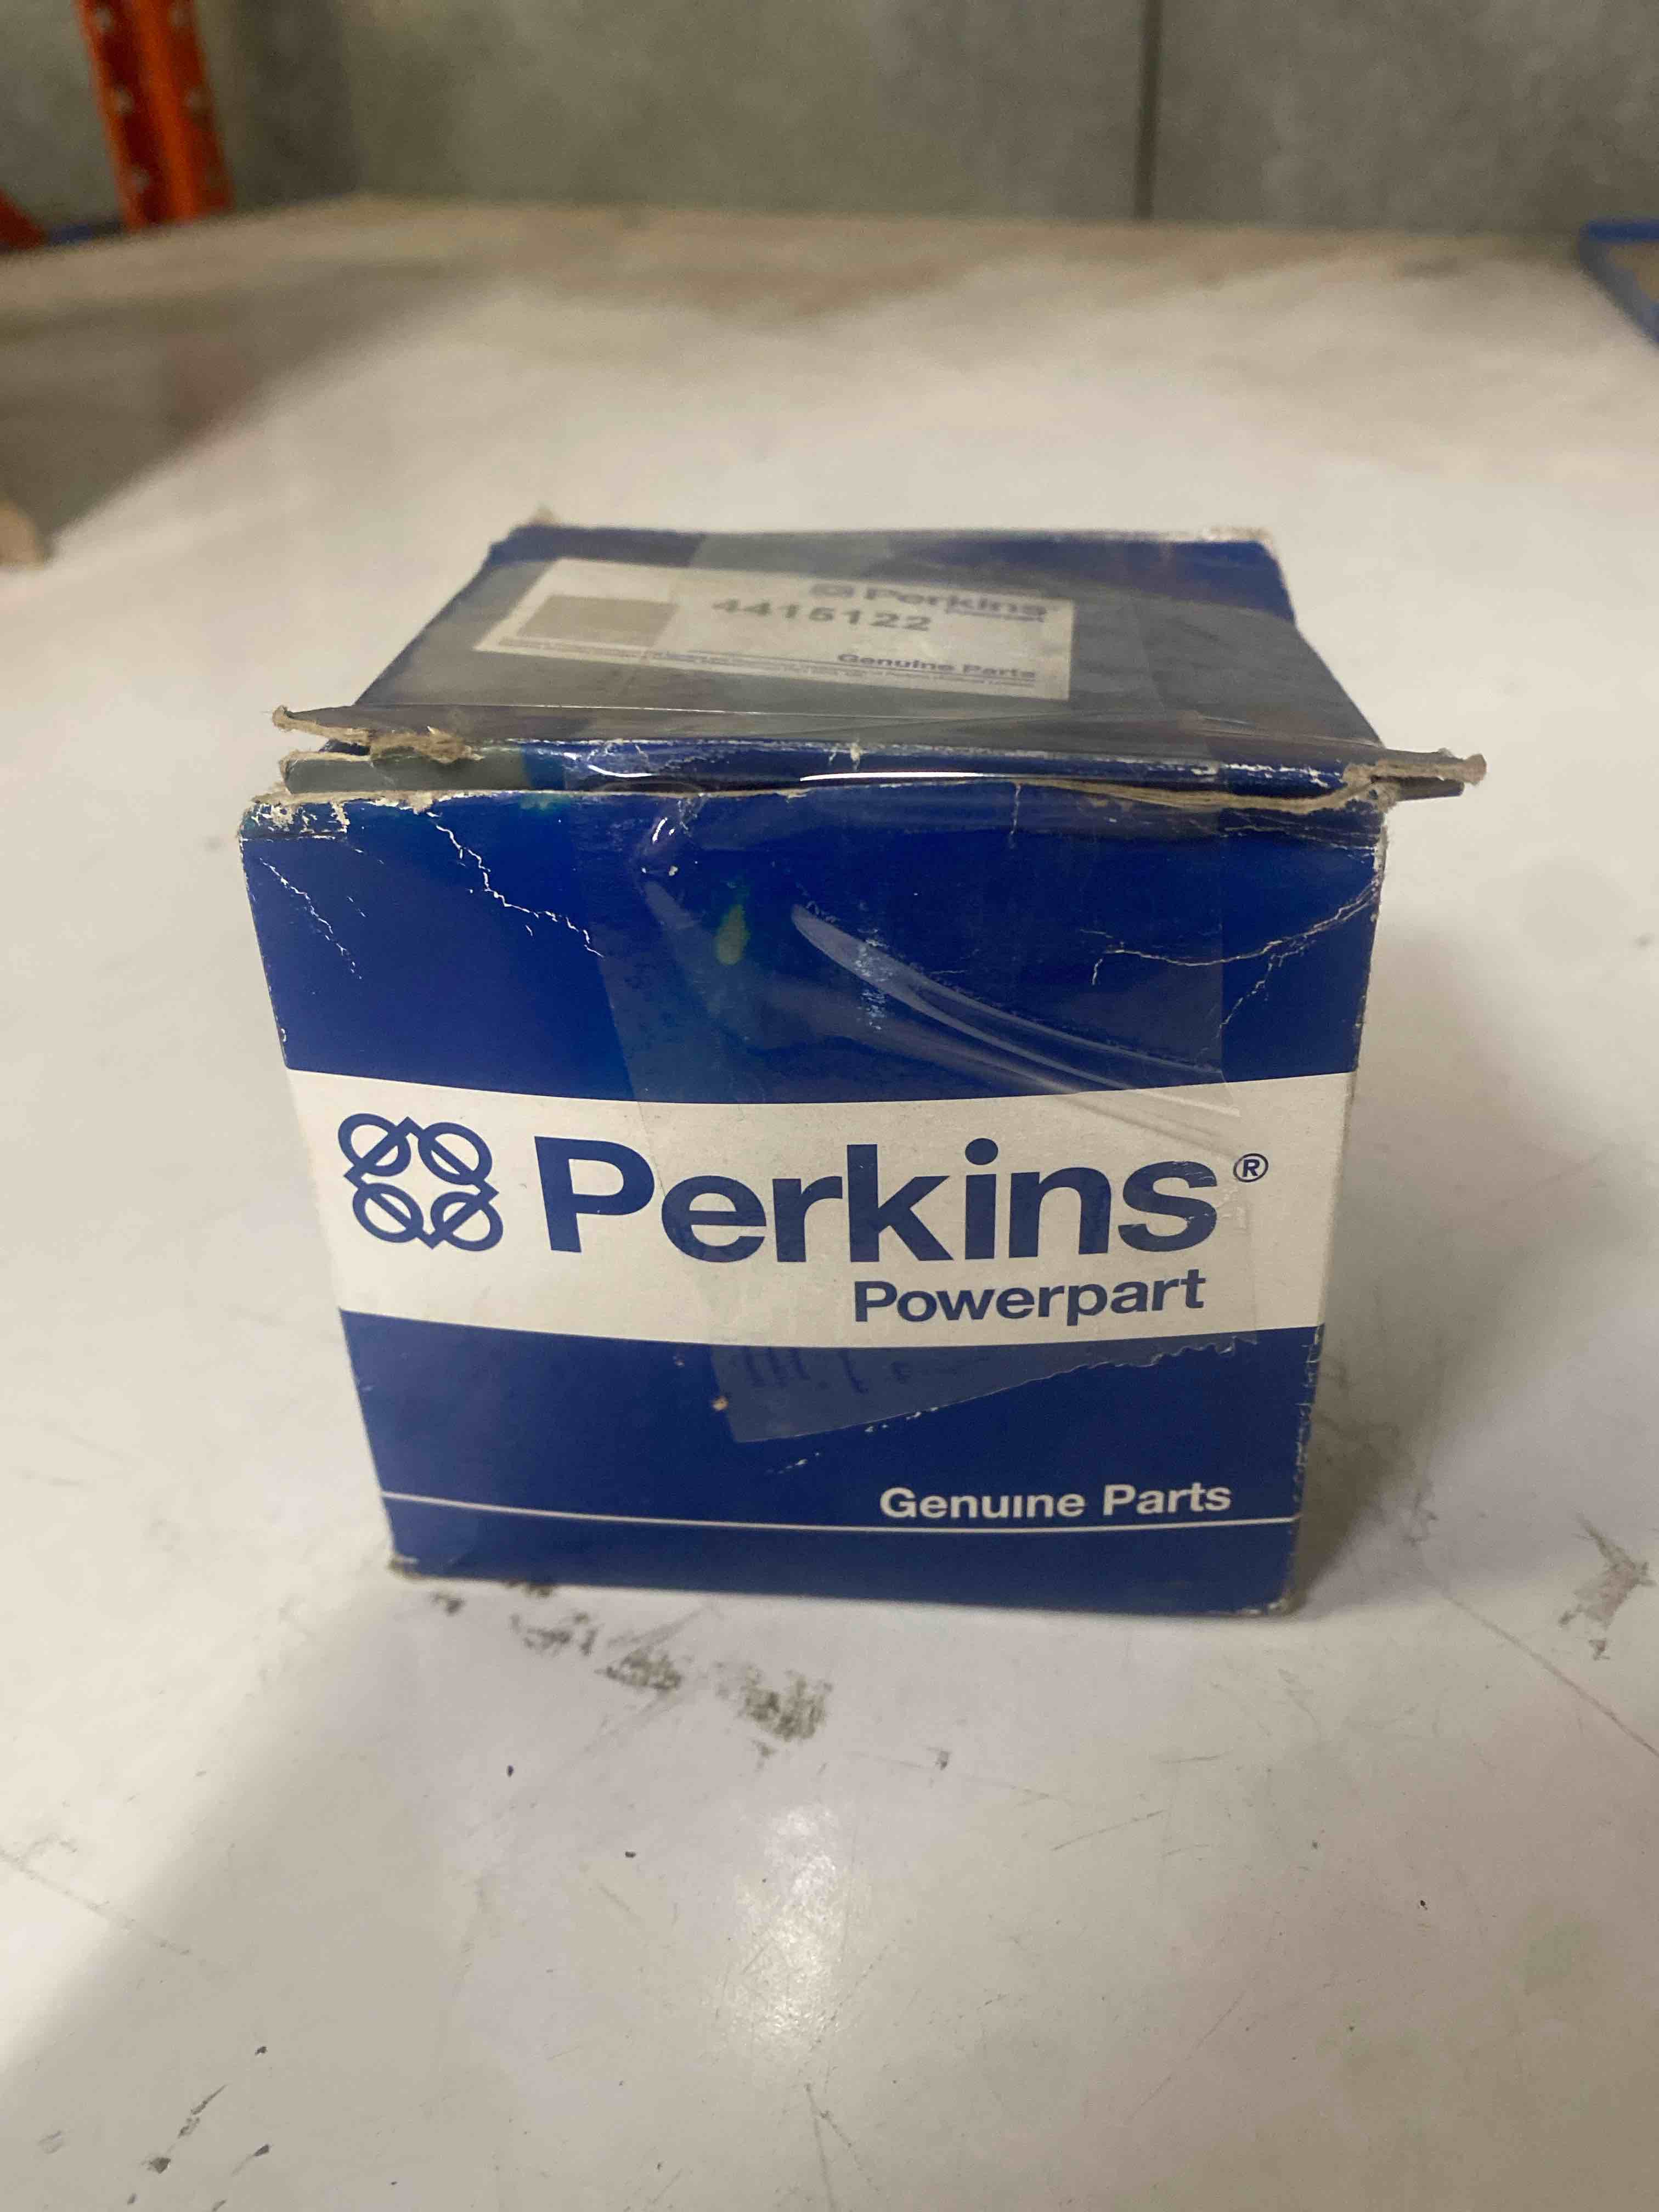 Perkins
4415122
Genuine Parts
Perkins®
Powerpart
Genuine Parts